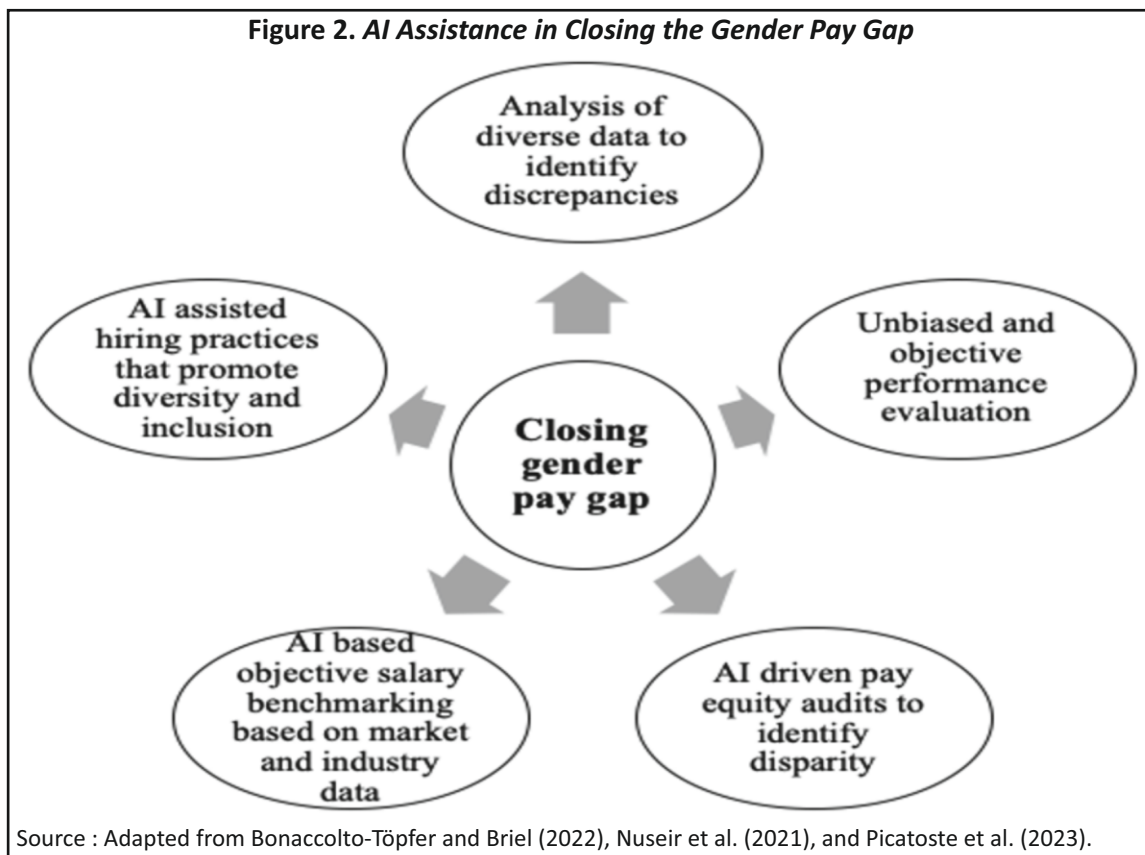 Figure 2. AI Assistance in Closing the Gender Pay Gap
Analysis of
diverse data to
identify
discrepancies
AI assisted
hiring practices
that promote
diversity and
inclusion
Unbiased and
objective
performance
evaluation
Closing
gender
pay gap
AI based
objective salary
benchmarking
based on market
and industry
data
AI driven pay
equity audits to
identify
disparity
Source : Adapted from Bonaccolto-Töpfer and Briel (2022), Nuseir et al. (2021), and Picatoste et al. (2023).